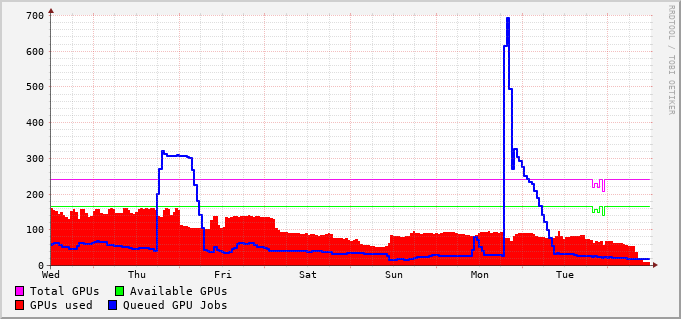 700
600
500
400
300
200
100
0
Wed Thu Fri Sat Sun Mon Tue
Total GPUs Available GPUs
GPUs used Queued GPU Jobs
RRDTOOL / TOBI OETIKER